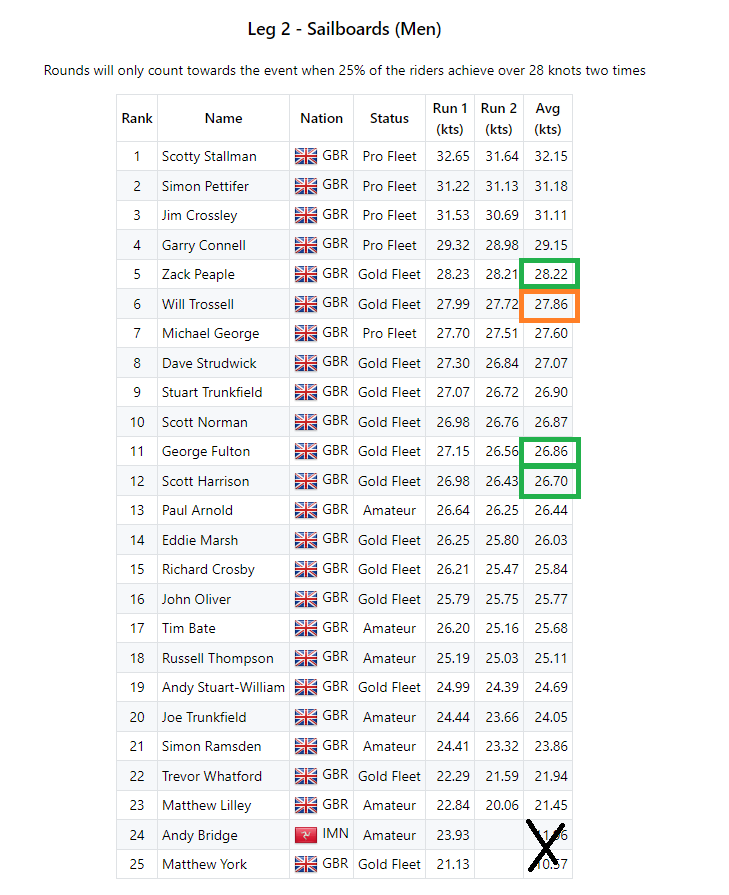 Leg 2 - Sailboards (Men)
Rounds will only count towards the event when 25% of the riders achieve over 28 knots two times
Rank Name Nation Status Run 1 (kts) Run 2 (kts) Avg (kts)
1 Scotty Stallman GBR Pro Fleet 32.65 31.64 32.15
2 Simon Pettifer GBR Pro Fleet 31.22 31.13 31.18
3 Jim Crossley GBR Pro Fleet 31.53 30.69 31.11
4 Garry Connell GBR Pro Fleet 29.32 28.98 29.15
5 Zack Peaple GBR Gold Fleet 28.23 28.21 28.22
6 Will Trossell GBR Gold Fleet 27.99 27.72 27.86
7 Michael George GBR Pro Fleet 27.70 27.51 27.60
8 Dave Strudwick GBR Gold Fleet 27.30 26.84 27.07
9 Stuart Trunkfield GBR Gold Fleet 27.07 26.72 26.90
10 Scott Norman GBR Gold Fleet 26.98 26.76 26.87
11 George Fulton GBR Gold Fleet 27.15 26.56 26.86
12 Scott Harrison GBR Gold Fleet 26.98 26.43 26.70
13 Paul Arnold GBR Amateur 26.64 26.25 26.44
14 Eddie Marsh GBR Gold Fleet 26.25 25.80 26.03
15 Richard Crosby GBR Gold Fleet 26.21 25.47 25.84
16 John Oliver GBR Gold Fleet 25.79 25.75 25.77
17 Tim Bate GBR Amateur 26.20 25.16 25.68
18 Russell Thompson GBR Amateur 25.19 25.03 25.11
19 Andy Stuart-William GBR Gold Fleet 24.99 24.39 24.69
20 Joe Trunkfield GBR Amateur 24.44 23.66 24.05
21 Simon Ramsden GBR Amateur 24.41 23.32 23.86
22 Trevor Whatford GBR Gold Fleet 22.29 21.59 21.94
23 Matthew Lilley GBR Amateur 22.84 20.06 21.45
24 Andy Bridge IMN Amateur 23.93
25 Matthew York GBR Gold Fleet 21.13